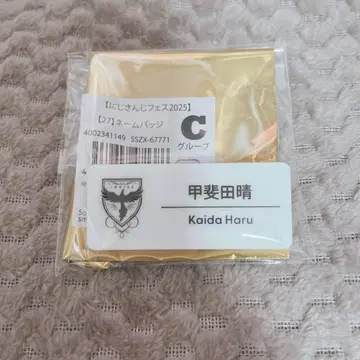 【にじさんじフェス2025】
【27】ネームバッジ
4002341149 SSZX-67771
C
グループ
甲斐田晴
Kaida Haru